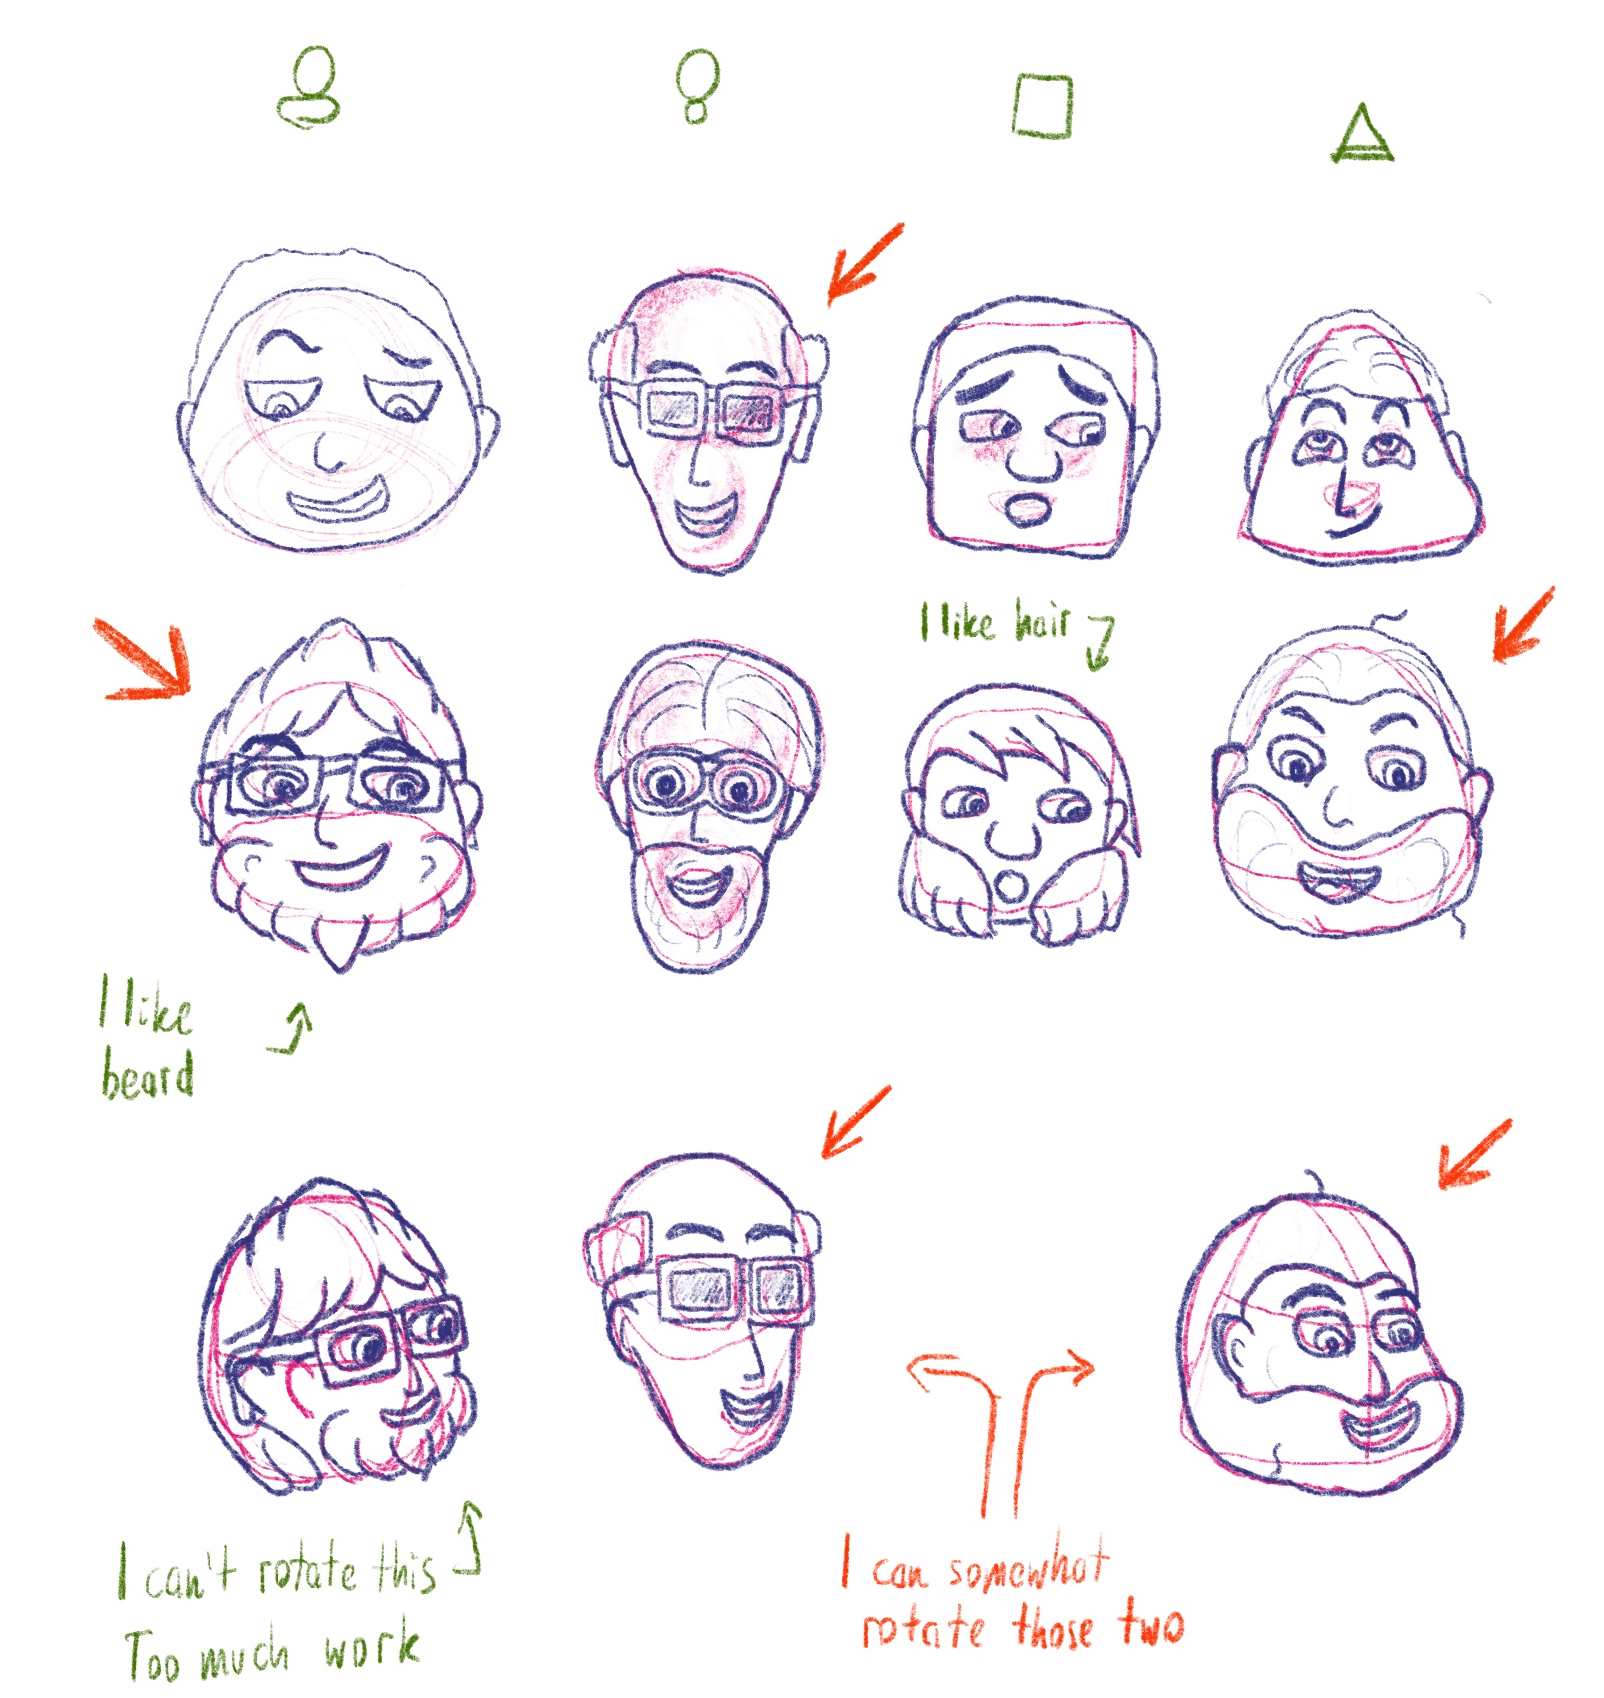 I like hair
I like
beard
I can't rotate this
Too much work
I can somewhat
rotate those two